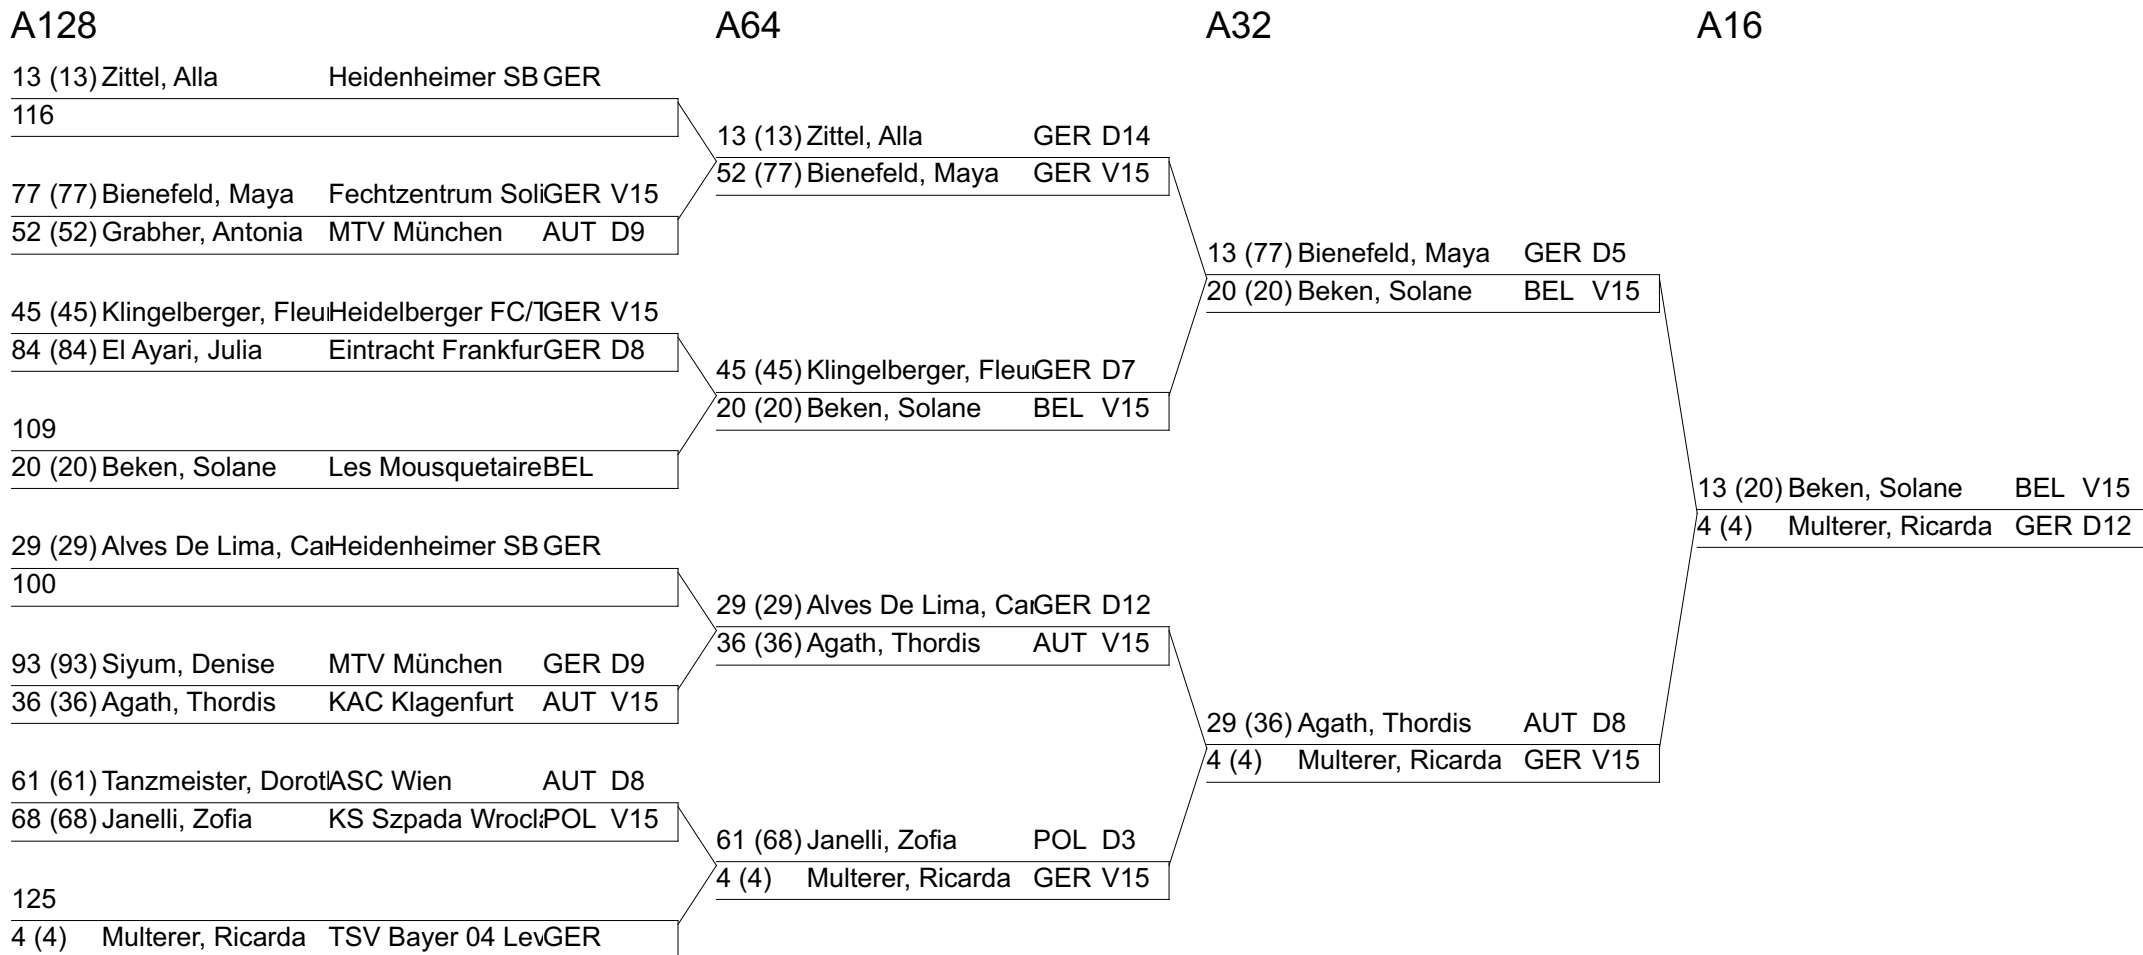 A128 A64 A32 A16
13 (13) Zittel, Alla Heidenheimer SB GER
116
13 (13) Zittel, Alla GER D14
52 (77) Bienefeld, Maya GER V15
77 (77) Bienefeld, Maya Fechtzentrum Soli GER V15
52 (52) Grabher, Antonia MTV München AUT D9
13 (77) Bienefeld, Maya GER D5
20 (20) Beken, Solane BEL V15
45 (45) Klingelberger, Fleur Heidelberger FC/T GER V15
84 (84) El Ayari, Julia Eintracht Frankfur GER D8
45 (45) Klingelberger, Fleur GER D7
20 (20) Beken, Solane BEL V15
109
20 (20) Beken, Solane Les Mousquetaire BEL
13 (20) Beken, Solane BEL V15
4 (4) Multerer, Ricarda GER D12
29 (29) Alves De Lima, Car Heidenheimer SB GER
100
29 (29) Alves De Lima, Car GER D12
36 (36) Agath, Thordis AUT V15
93 (93) Siyum, Denise MTV München GER D9
36 (36) Agath, Thordis KAC Klagenfurt AUT V15
29 (36) Agath, Thordis AUT D8
4 (4) Multerer, Ricarda GER V15
61 (61) Tanzmeister, Dorot ASC Wien AUT D8
68 (68) Janelli, Zofia KS Szpada Wrocła POL V15
61 (68) Janelli, Zofia POL D3
4 (4) Multerer, Ricarda GER V15
125
4 (4) Multerer, Ricarda TSV Bayer 04 Lev GER